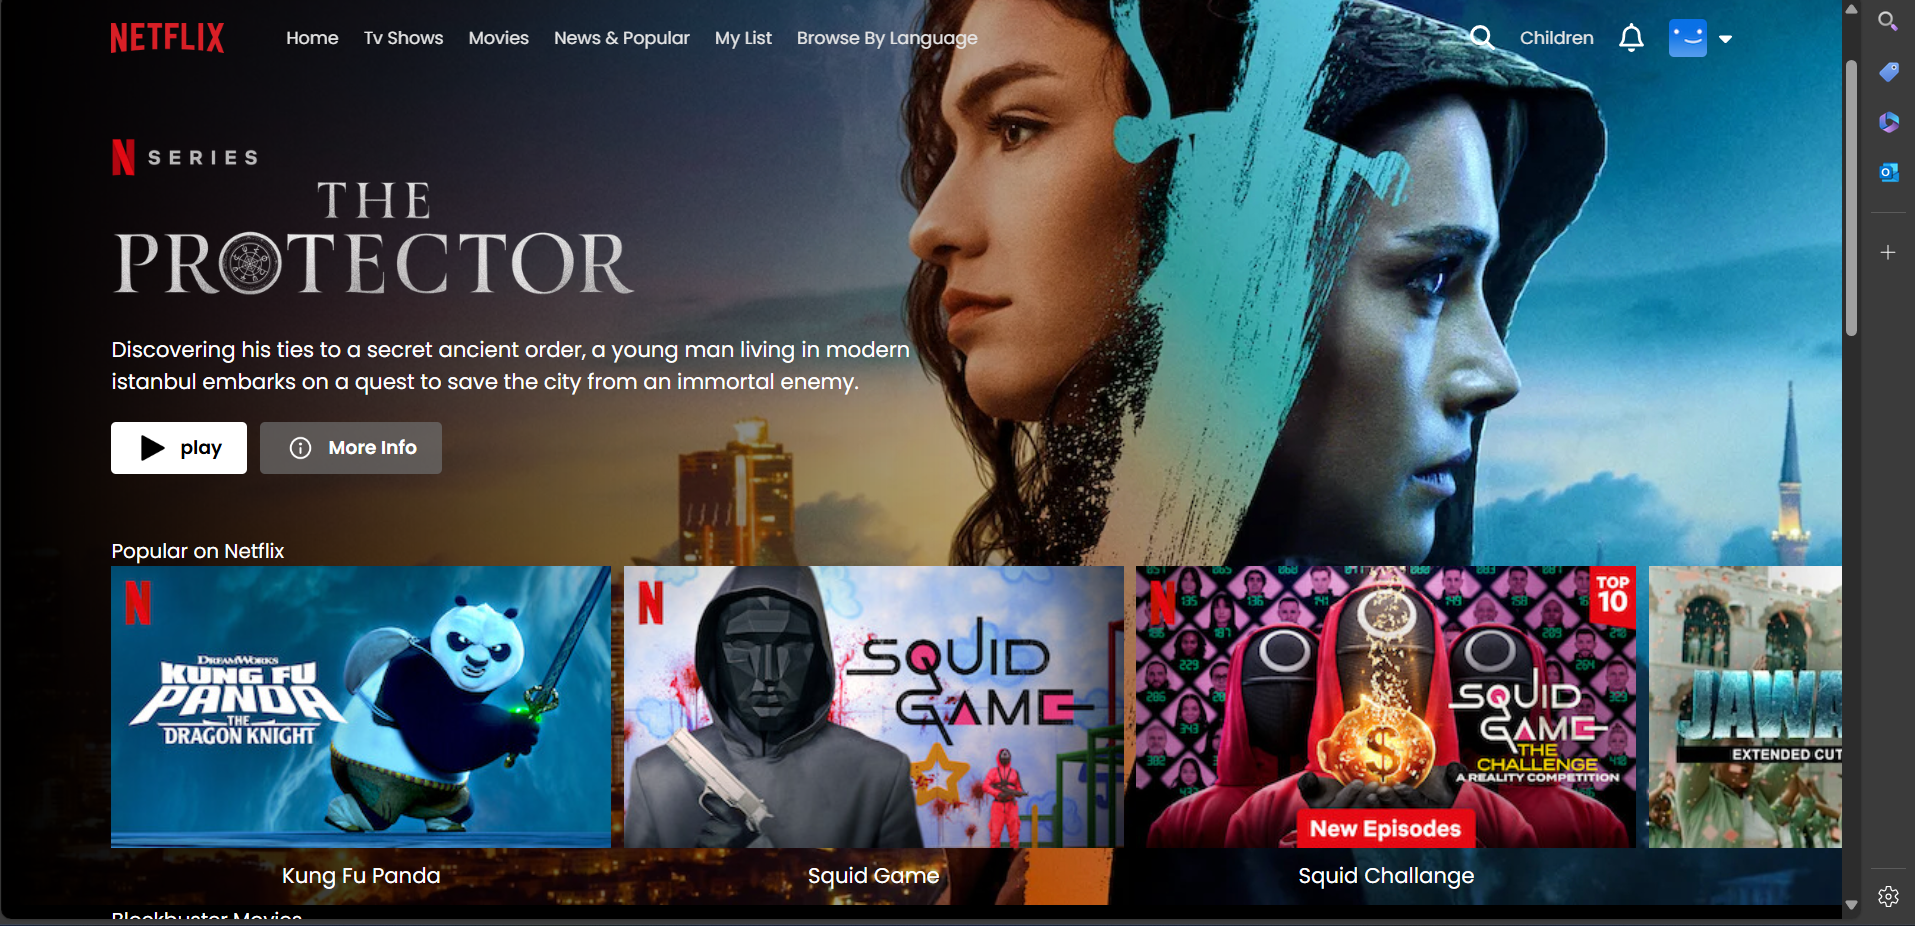 NETFLIX Home Tv Shows Movies News & Popular My List Browse By Language Children
N SERIES
THE
PROTECTOR
Discovering his ties to a secret ancient order, a young man living in modern
istanbul embarks on a quest to save the city from an immortal enemy.
play More Info
Popular on Netflix
N
DREAMWORKS
KUNG FU
PANDA
THE
DRAGON KNIGHT
N
SQUID
GAME
N
TOP
10
SQUID
GAME
THE
CHALLENGE
A REALITY COMPETITION
New Episodes
EXTENDED CUT
Kung Fu Panda Squid Game Squid Challange
Blockbuster Movies